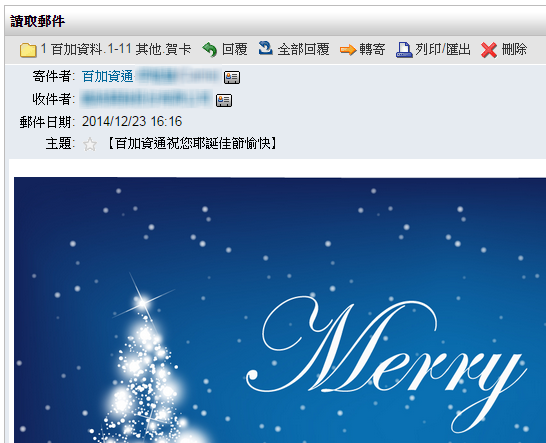 讀取郵件
1 百加資料.1-11 其他.賀卡 回覆 全部回覆 轉寄 列印/匯出 刪除
寄件者: 百加資通
收件者:
郵件日期: 2014/12/23 16:16
主題: 【百加資通祝您耶誕佳節愉快】
Merry